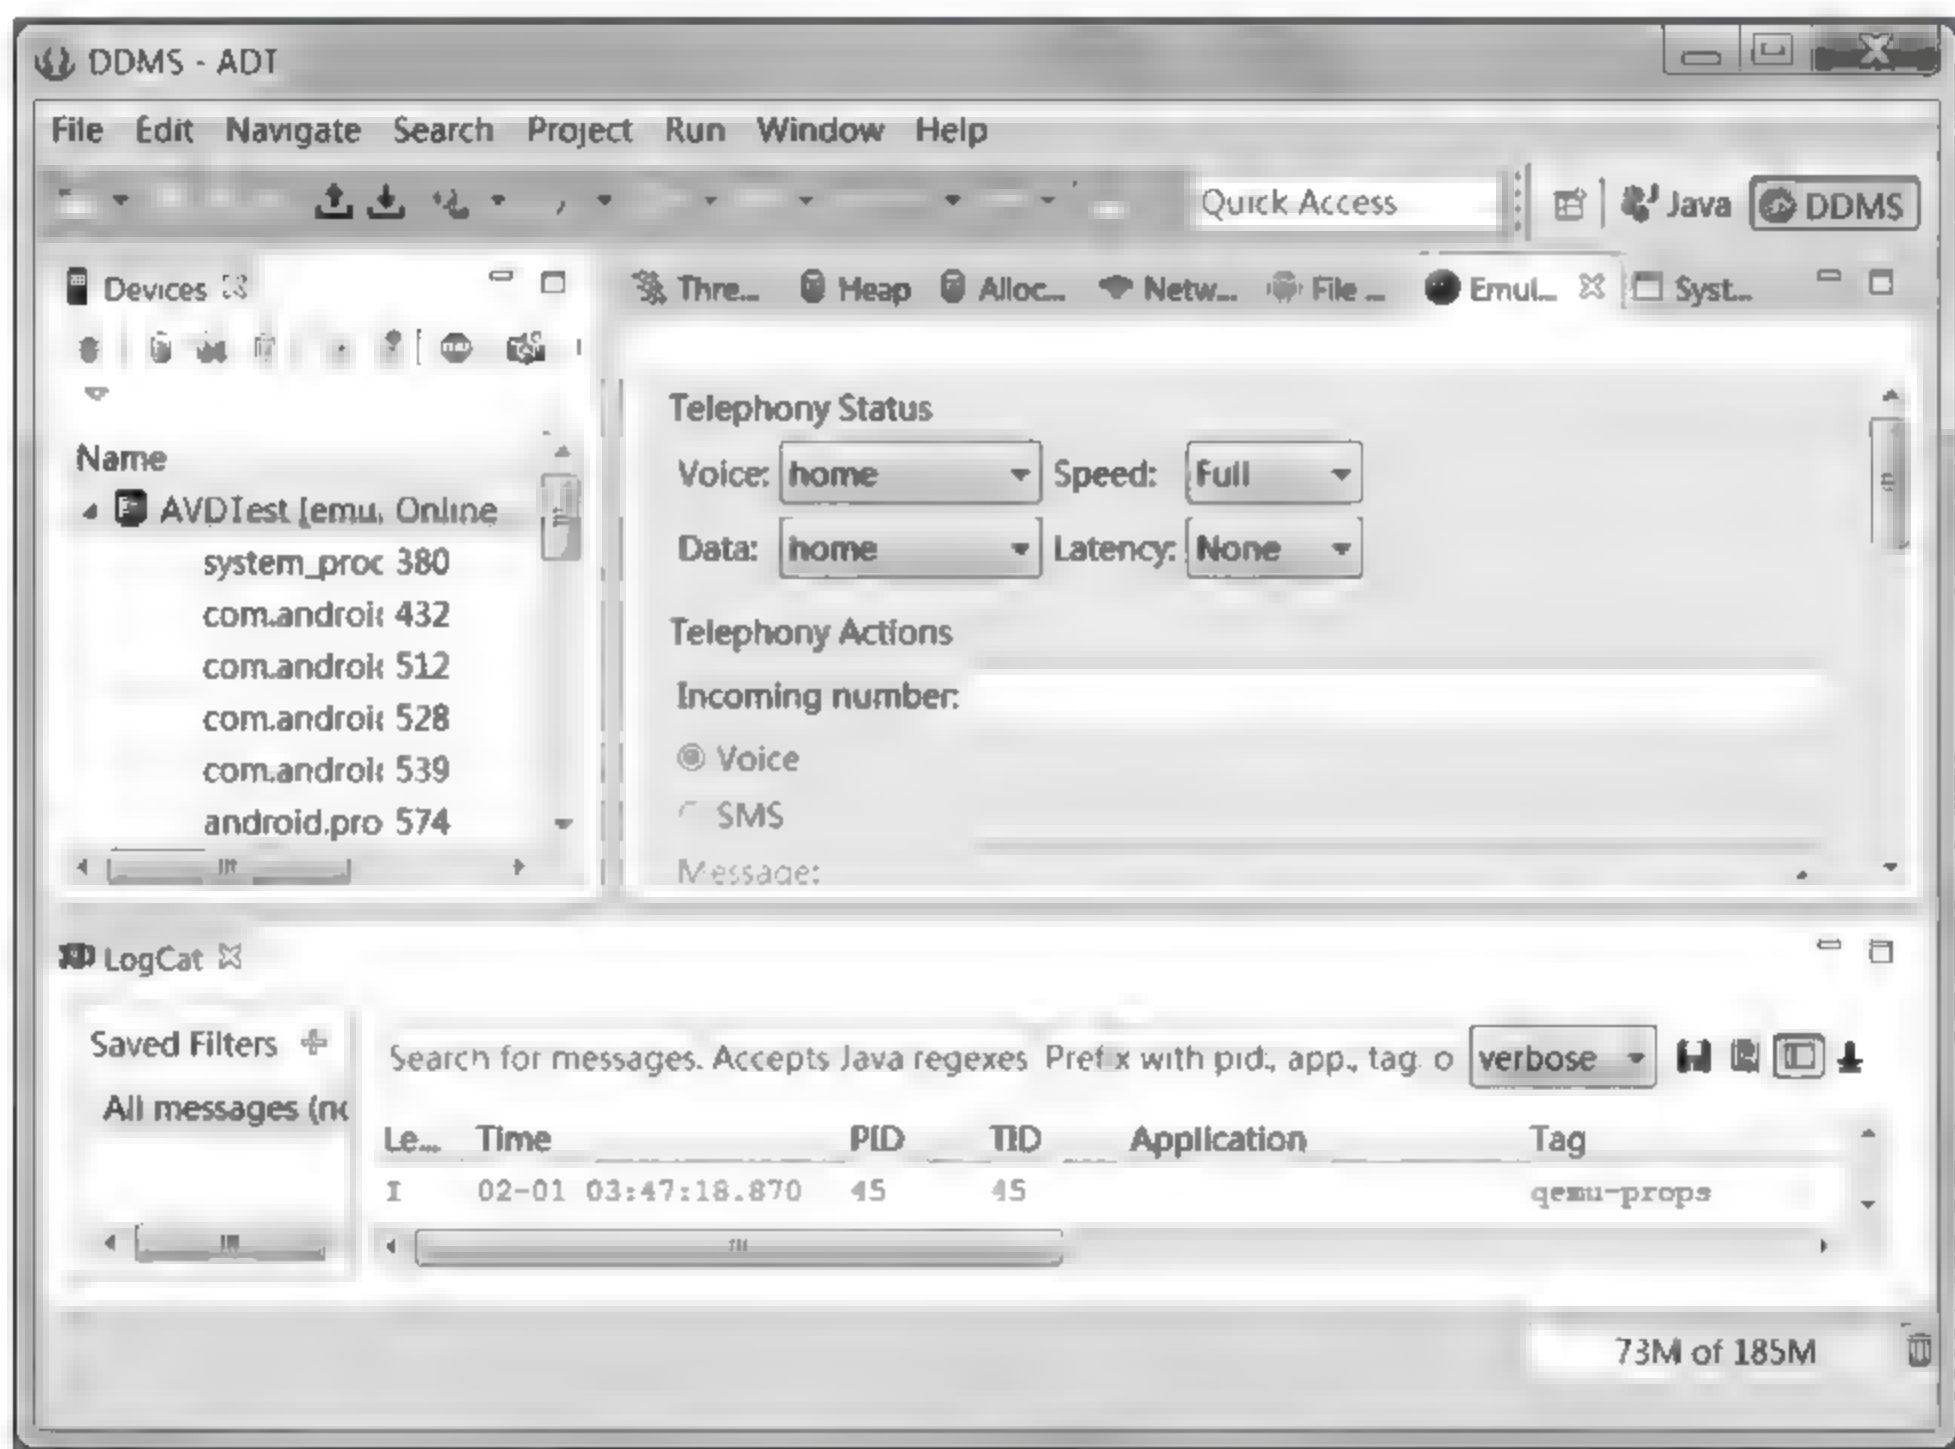 DDMS - ADT
File Edit Navigate Search Project Run Window Help
Quick Access Java DDMS
Devices
Thre... Heap Alloc... Netw... File ... Emul... Syst...
Name
AVDTest [emu, Online
system_proc 380
com.androi 432
com.androi 512
com.androi 528
com.androi 539
android.pro 574
Telephony Status
Voice: home Speed: Full
Data: home Latency: None
Telephony Actions
Incoming number:
Voice
SMS
Message:
LogCat
Saved Filters
All messages (no
Search for messages. Accepts Java regexes Prefix with pid:, app:, tag: o verbose
Le... Time PID TID Application Tag
I 02-01 03:47:18.870 45 45 qemu-props
73M of 185M